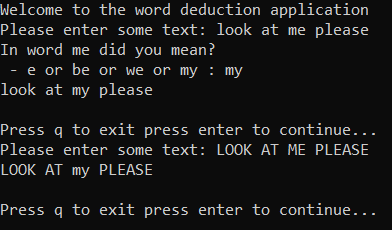 Welcome to the word deduction application
Please enter some text: look at me please
In word me did you mean?
 - e or be or we or my : my
look at my please

Press q to exit press enter to continue...
Please enter some text: LOOK AT ME PLEASE
LOOK AT my PLEASE

Press q to exit press enter to continue...